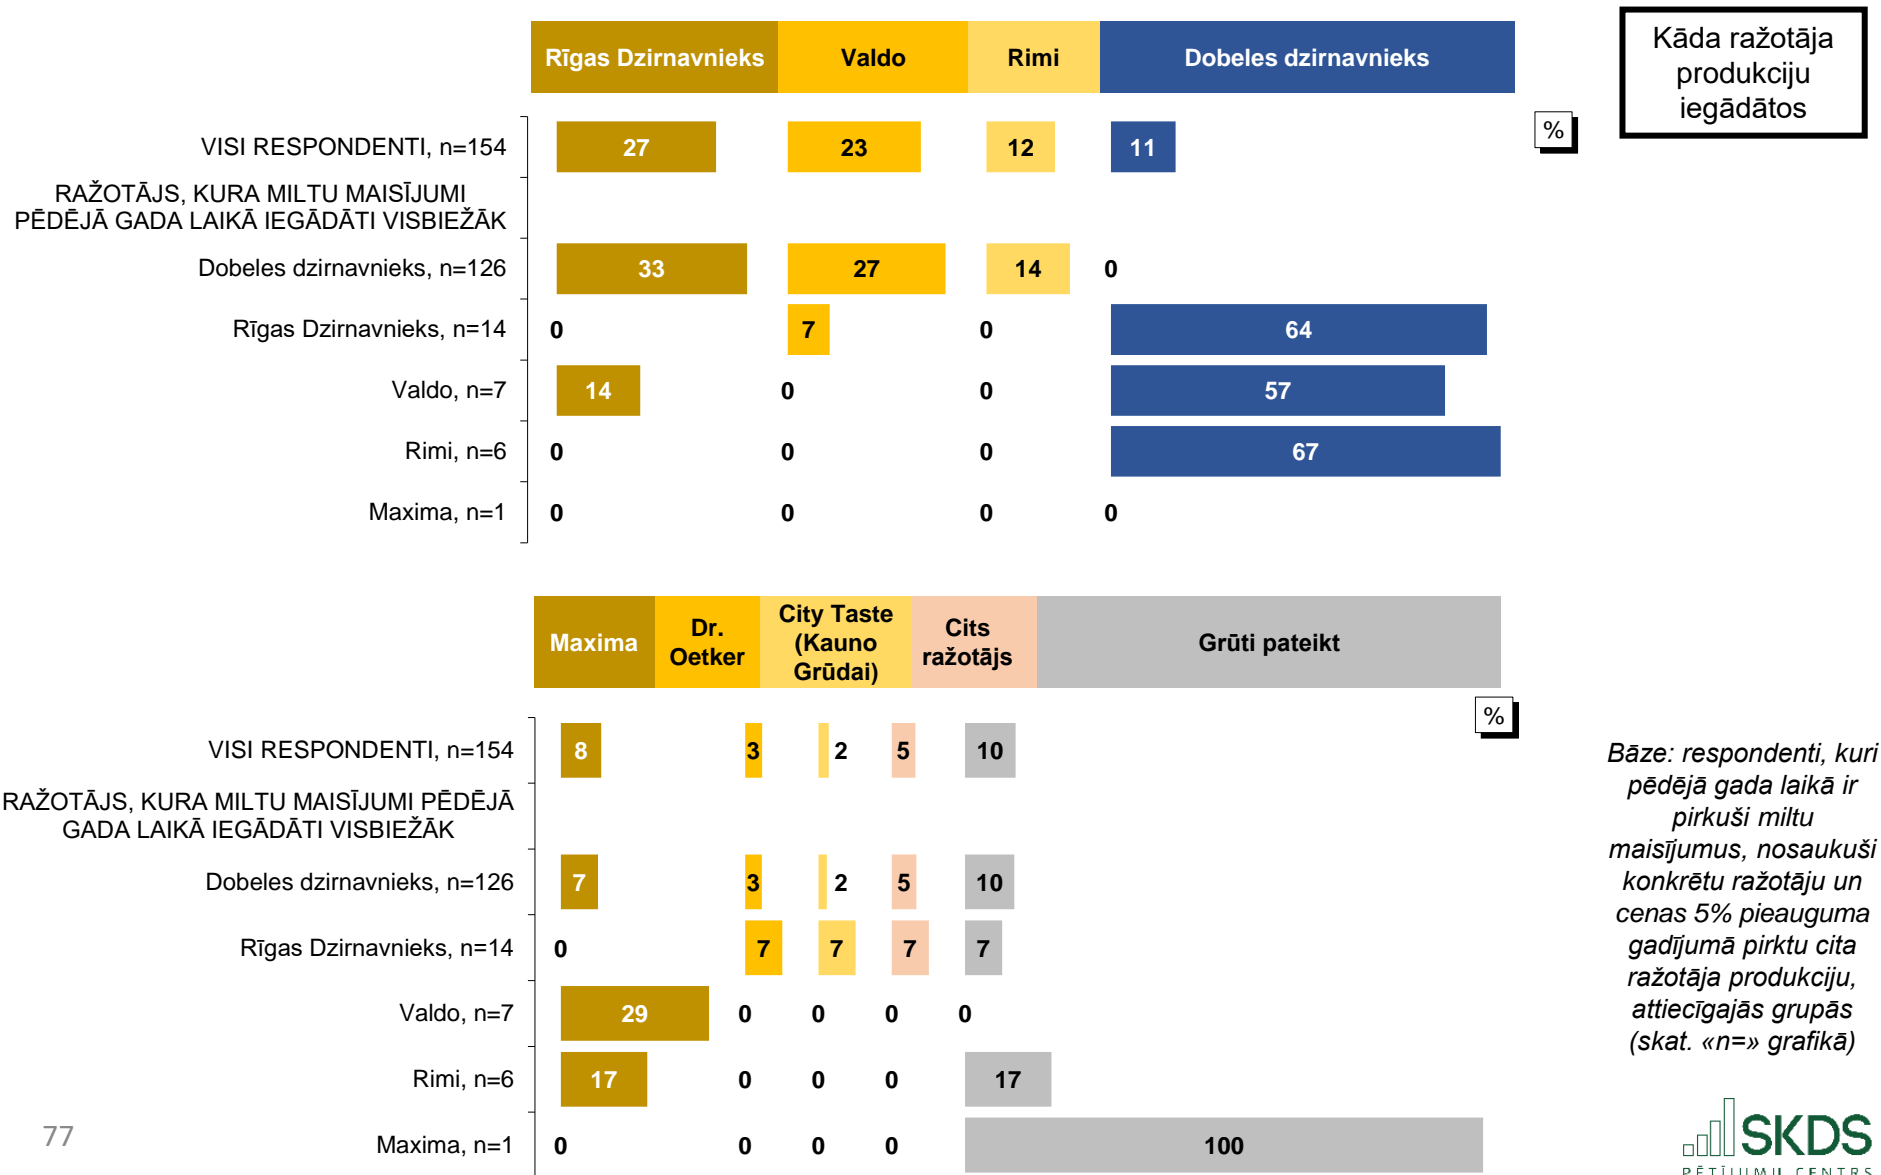 Rīgas Dzirnavnieks Valdo Rimi Dobeles dzirnavnieks
Kāda ražotāja
produkciju
iegādātos
%
VISI RESPONDENTI, n=154 27 23 12 11
RAŽOTĀJS, KURA MILTU MAISĪJUMI
PĒDĒJĀ GADA LAIKĀ IEGĀDĀTI VISBIEŽĀK
Dobeles dzirnavnieks, n=126 33 27 14 0
Rīgas Dzirnavnieks, n=14 0 7 0 64
Valdo, n=7 14 0 0 57
Rimi, n=6 0 0 0 67
Maxima, n=1 0 0 0 0
Maxima
Dr.
Oetker
City Taste
(Kauno
Grūdai)
Cits
ražotājs
Grūti pateikt
%
VISI RESPONDENTI, n=154 8 3 2 5 10
RAŽOTĀJS, KURA MILTU MAISĪJUMI PĒDĒJĀ
GADA LAIKĀ IEGĀDĀTI VISBIEŽĀK
Dobeles dzirnavnieks, n=126 7 3 2 5 10
Rīgas Dzirnavnieks, n=14 0 7 7 7 7
Valdo, n=7 29 0 0 0 0
Rimi, n=6 17 0 0 0 17
Maxima, n=1 0 0 0 0 100
Bāze: respondenti, kuri
pēdējā gada laikā ir
pirkuši miltu
maisījumus, nosaukuši
konkrētu ražotāju un
cenas 5% pieauguma
gadījumā pirktu cita
ražotāja produkciju,
attiecīgajās grupās
(skat. «n=» grafikā)
77
SKDS
PĒTĪJUMU CENTRS